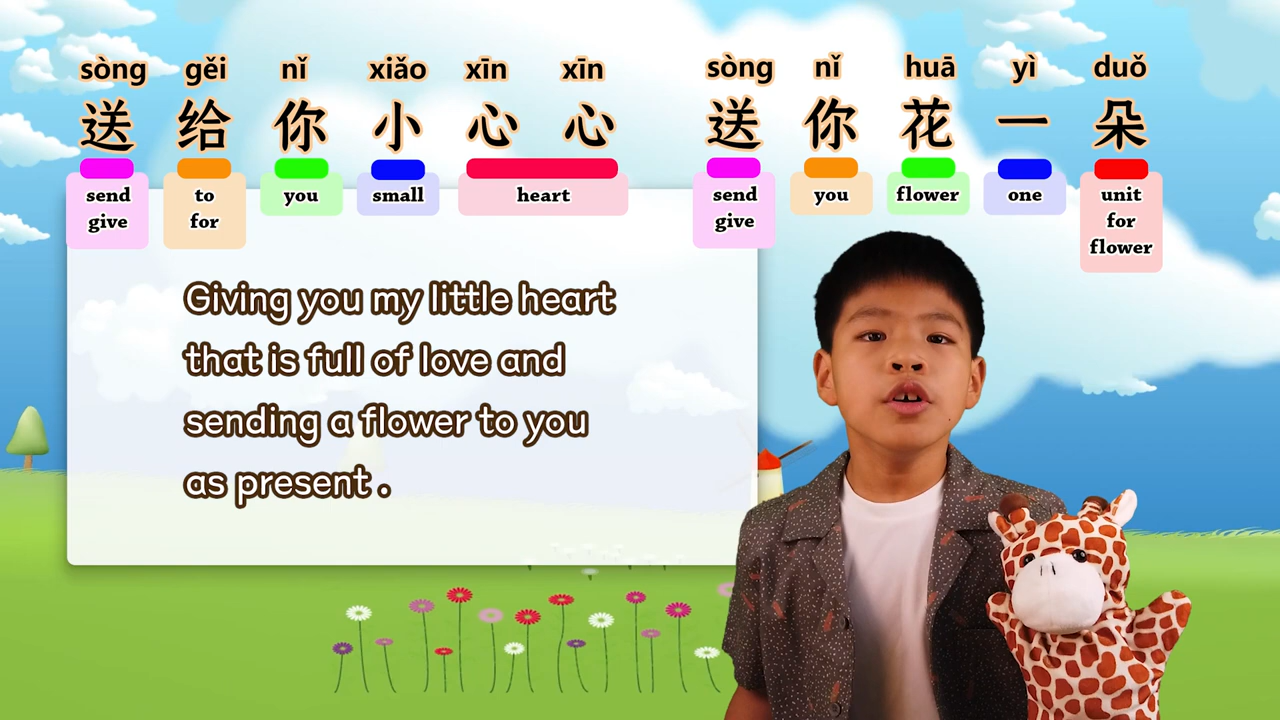 sòng gěi nǐ xiǎo xīn xīn sòng nǐ huā yì duǒ
送 给 你 小 心 心 送 你 花 一 朵
send to you small heart send you flower one unit
give for give for
flower
Giving you my little heart
that is full of love and
sending a flower to you
as present .